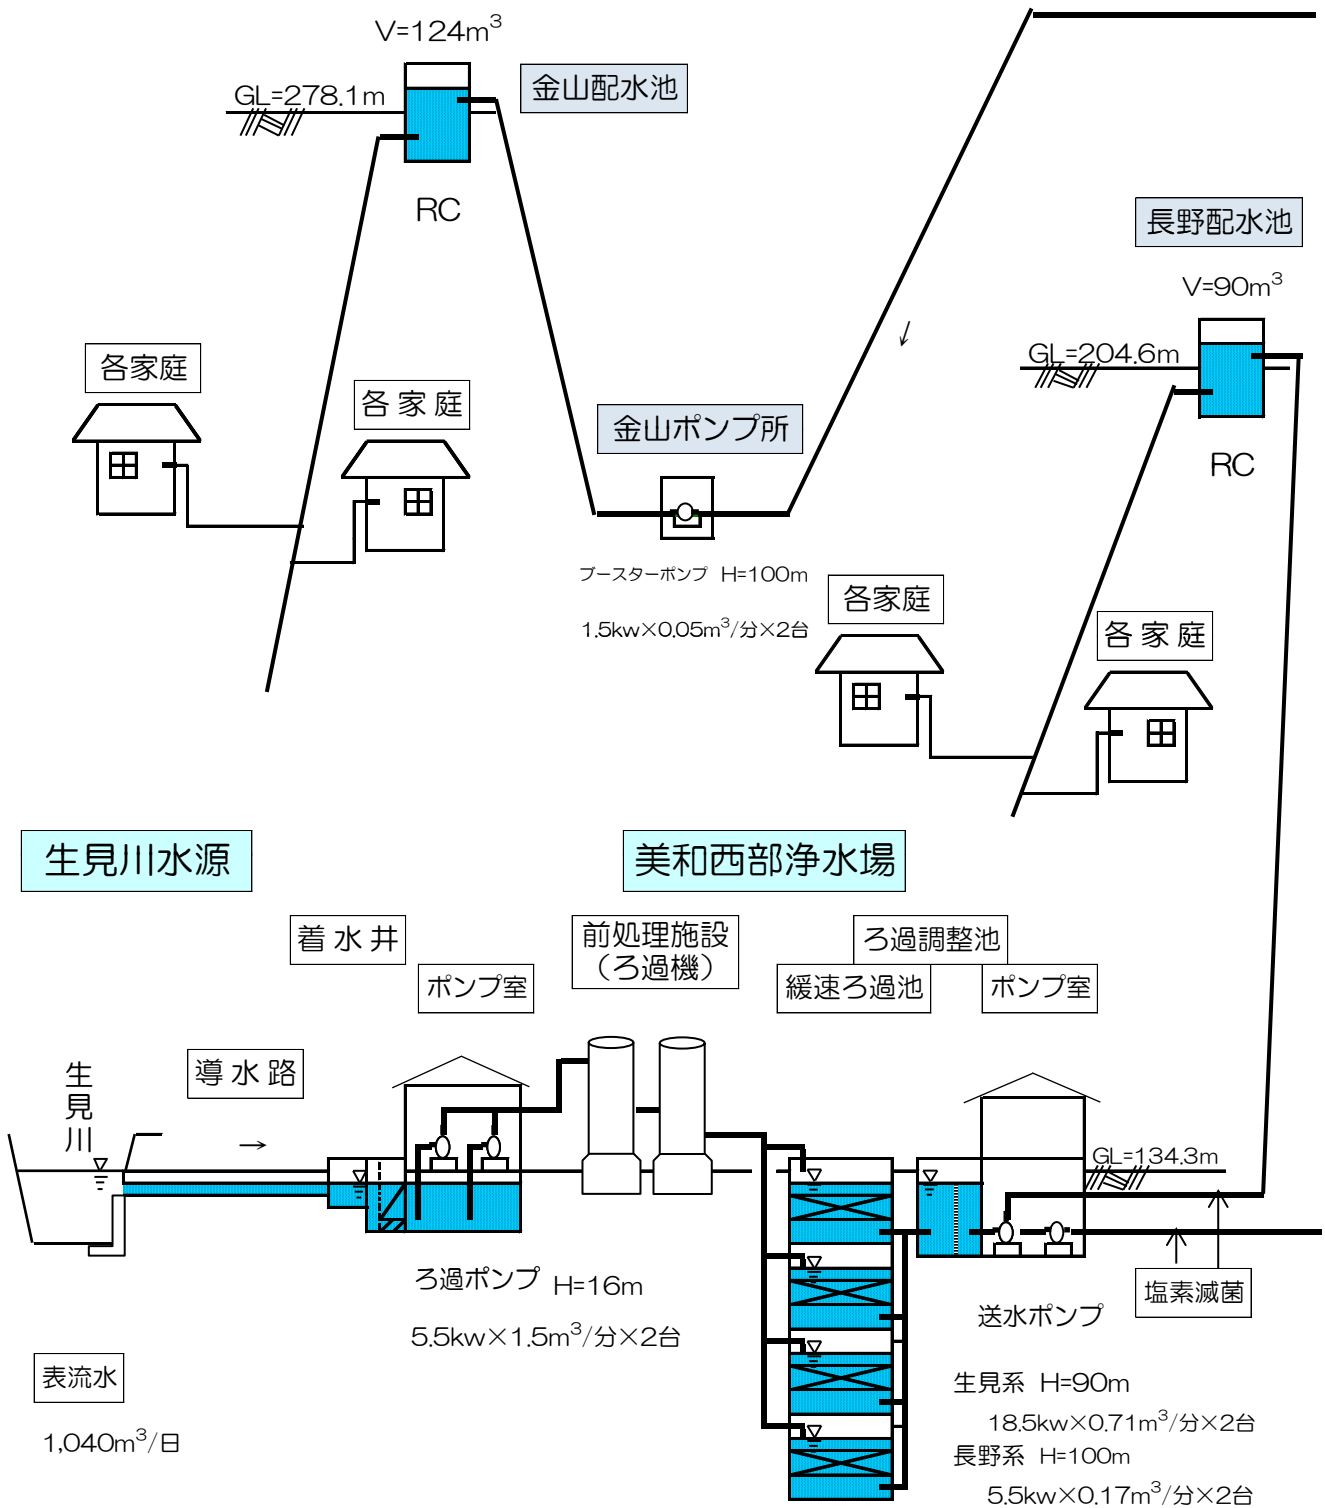 V=124m³
金山配水池
GL=278.1m
RC
長野配水池
V=90m³
GL=204.6m
RC
各家庭
各家庭
金山ポンプ所
ブースターポンプ H=100m
1.5kw×0.05m³/分×2台
各家庭
各家庭
生見川水源
美和西部浄水場
着水井
ポンプ室
前処理施設
（ろ過機）
ろ過調整池
緩速ろ過池
ポンプ室
導水路
生見川
→
GL=134.3m
ろ過ポンプ H=16m
5.5kw×1.5m³/分×2台
塩素滅菌
送水ポンプ
表流水
1,040m³/日
生見系 H=90m
18.5kw×0.71m³/分×2台
長野系 H=100m
5.5kw×0.17m³/分×2台